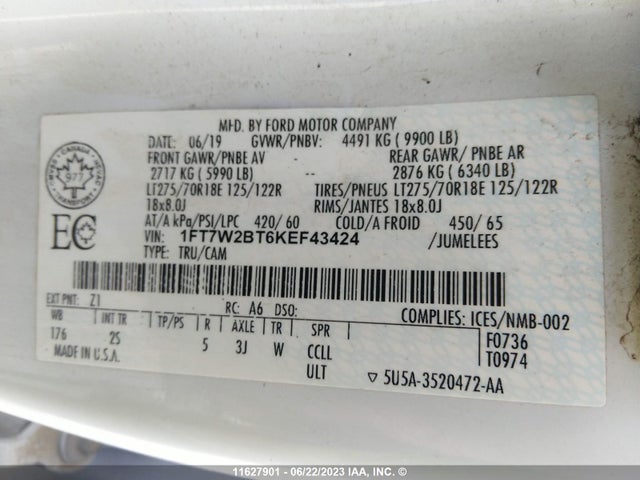 MFD. BY FORD MOTOR COMPANY
DATE: 06/19 GVWR/PNBV: 4491 KG ( 9900 LB)
FRONT GAWR/PNBE AV REAR GAWR/ PNBE AR
2717 KG ( 5990 LB) -- 2876 KG ( 6340 LB)
LT275/70R18E 125/122R TIRES/PNEUS LT275/70R18E 125/122R
18x8.0J RIMS/JANTES 18x8.0J
AT/A kPa/PSI/LPC 420/ 60 COLD/A FROID 450/ 65
VIN: 1FT7W2BT6KEF43424 /JUMELEES
TYPE: TRU/CAM
CANADA
977
EC
EXT PNT: Z1 RC: A6 DSO: COMPLIES: ICES/NMB-002
WB INT TR TP/PS R AXLE TR SPR F0736
176 2S 5 3J W CCLL T0974
MADE IN U.S.A. ULT ▽ 5U5A-3520472-AA
11627901 - 06/22/2023 IAA, INC. ©